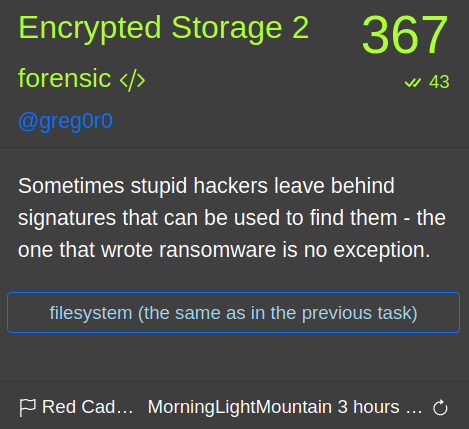 Encrypted Storage 2 367
forensic </> 43
@greg0r0
Sometimes stupid hackers leave behind
signatures that can be used to find them - the
one that wrote ransomware is no exception.
filesystem (the same as in the previous task)
Red Cad... MorningLightMountain 3 hours ...